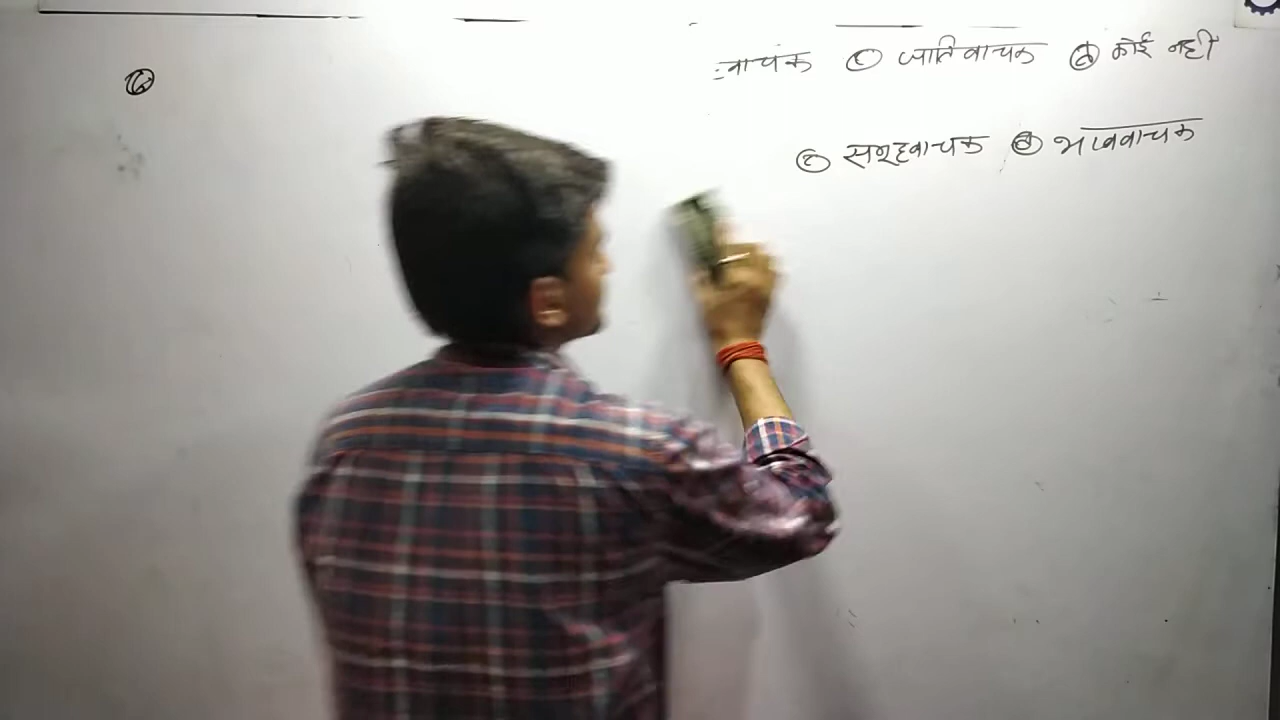 वाचक © जातिवाचक ⓓ कोई नहीं
© समूहवाचक ⓓ भाववाचक